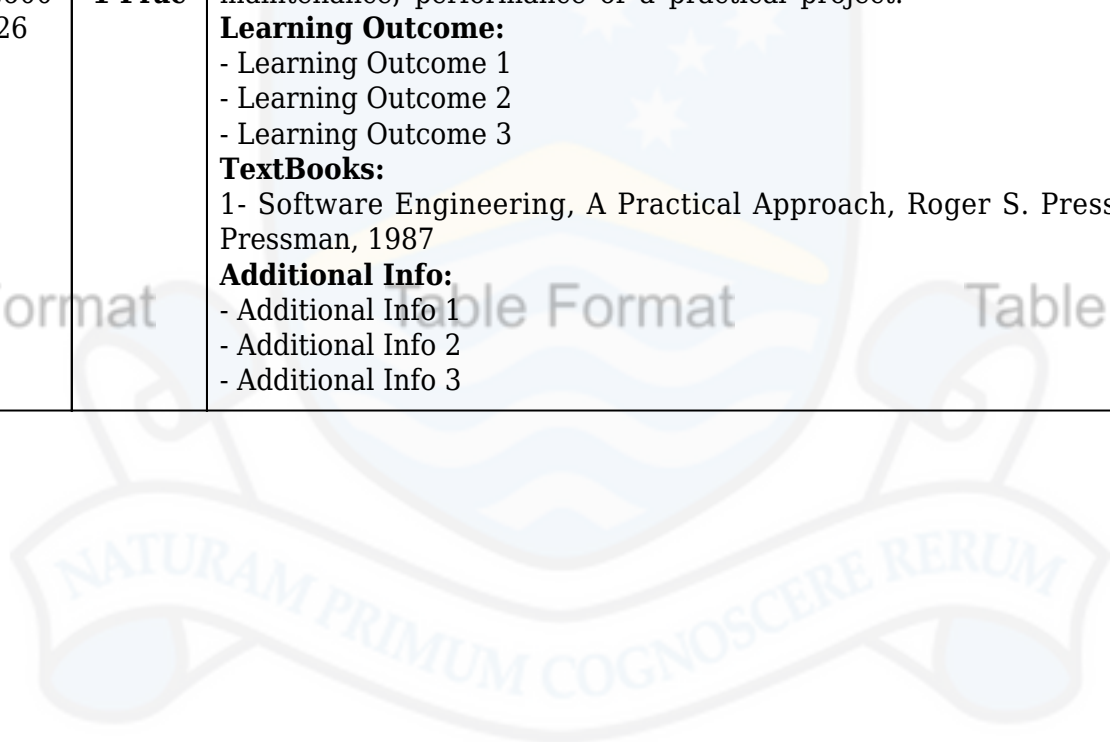 1 Prac maintenance, performance of a practical project.
26 Learning Outcome:
- Learning Outcome 1
- Learning Outcome 2
- Learning Outcome 3
TextBooks:
1- Software Engineering, A Practical Approach, Roger S. Press
Pressman, 1987
Additional Info:
- Additional Info 1
- Additional Info 2
- Additional Info 3
ormat Table Format Table
NATURAM PRIMUM COGNOSCERE RERUM